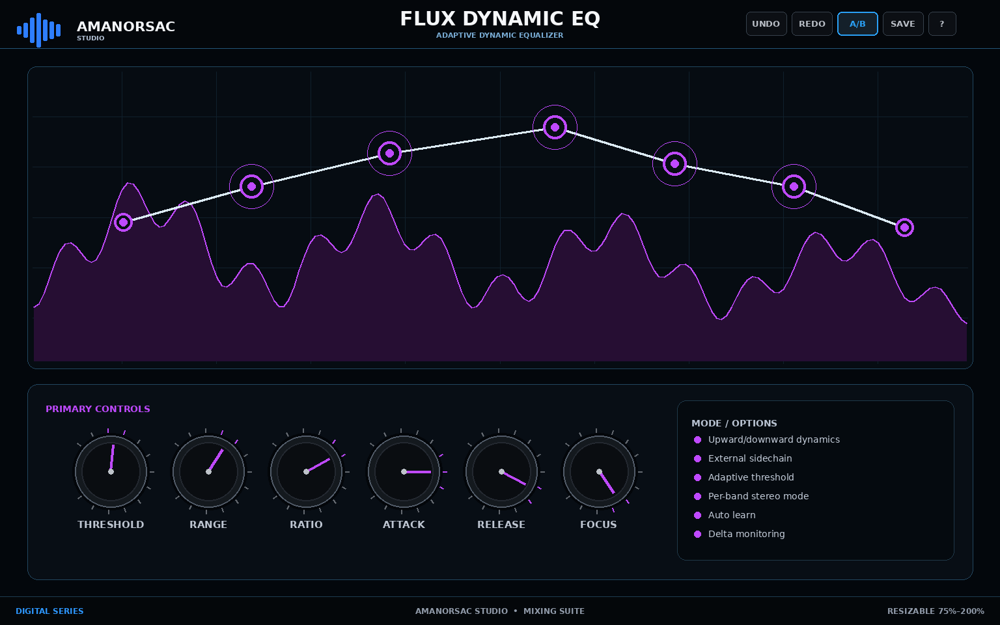 AMANORSAC
STUDIO
FLUX DYNAMIC EQ
ADAPTIVE DYNAMIC EQUALIZER
UNDO
REDO
A/B
SAVE
?
PRIMARY CONTROLS
THRESHOLD
RANGE
RATIO
ATTACK
RELEASE
FOCUS
MODE / OPTIONS
Upward/downward dynamics
External sidechain
Adaptive threshold
Per-band stereo mode
Auto learn
Delta monitoring
DIGITAL SERIES
AMANORSAC STUDIO • MIXING SUITE
RESIZABLE 75%–200%